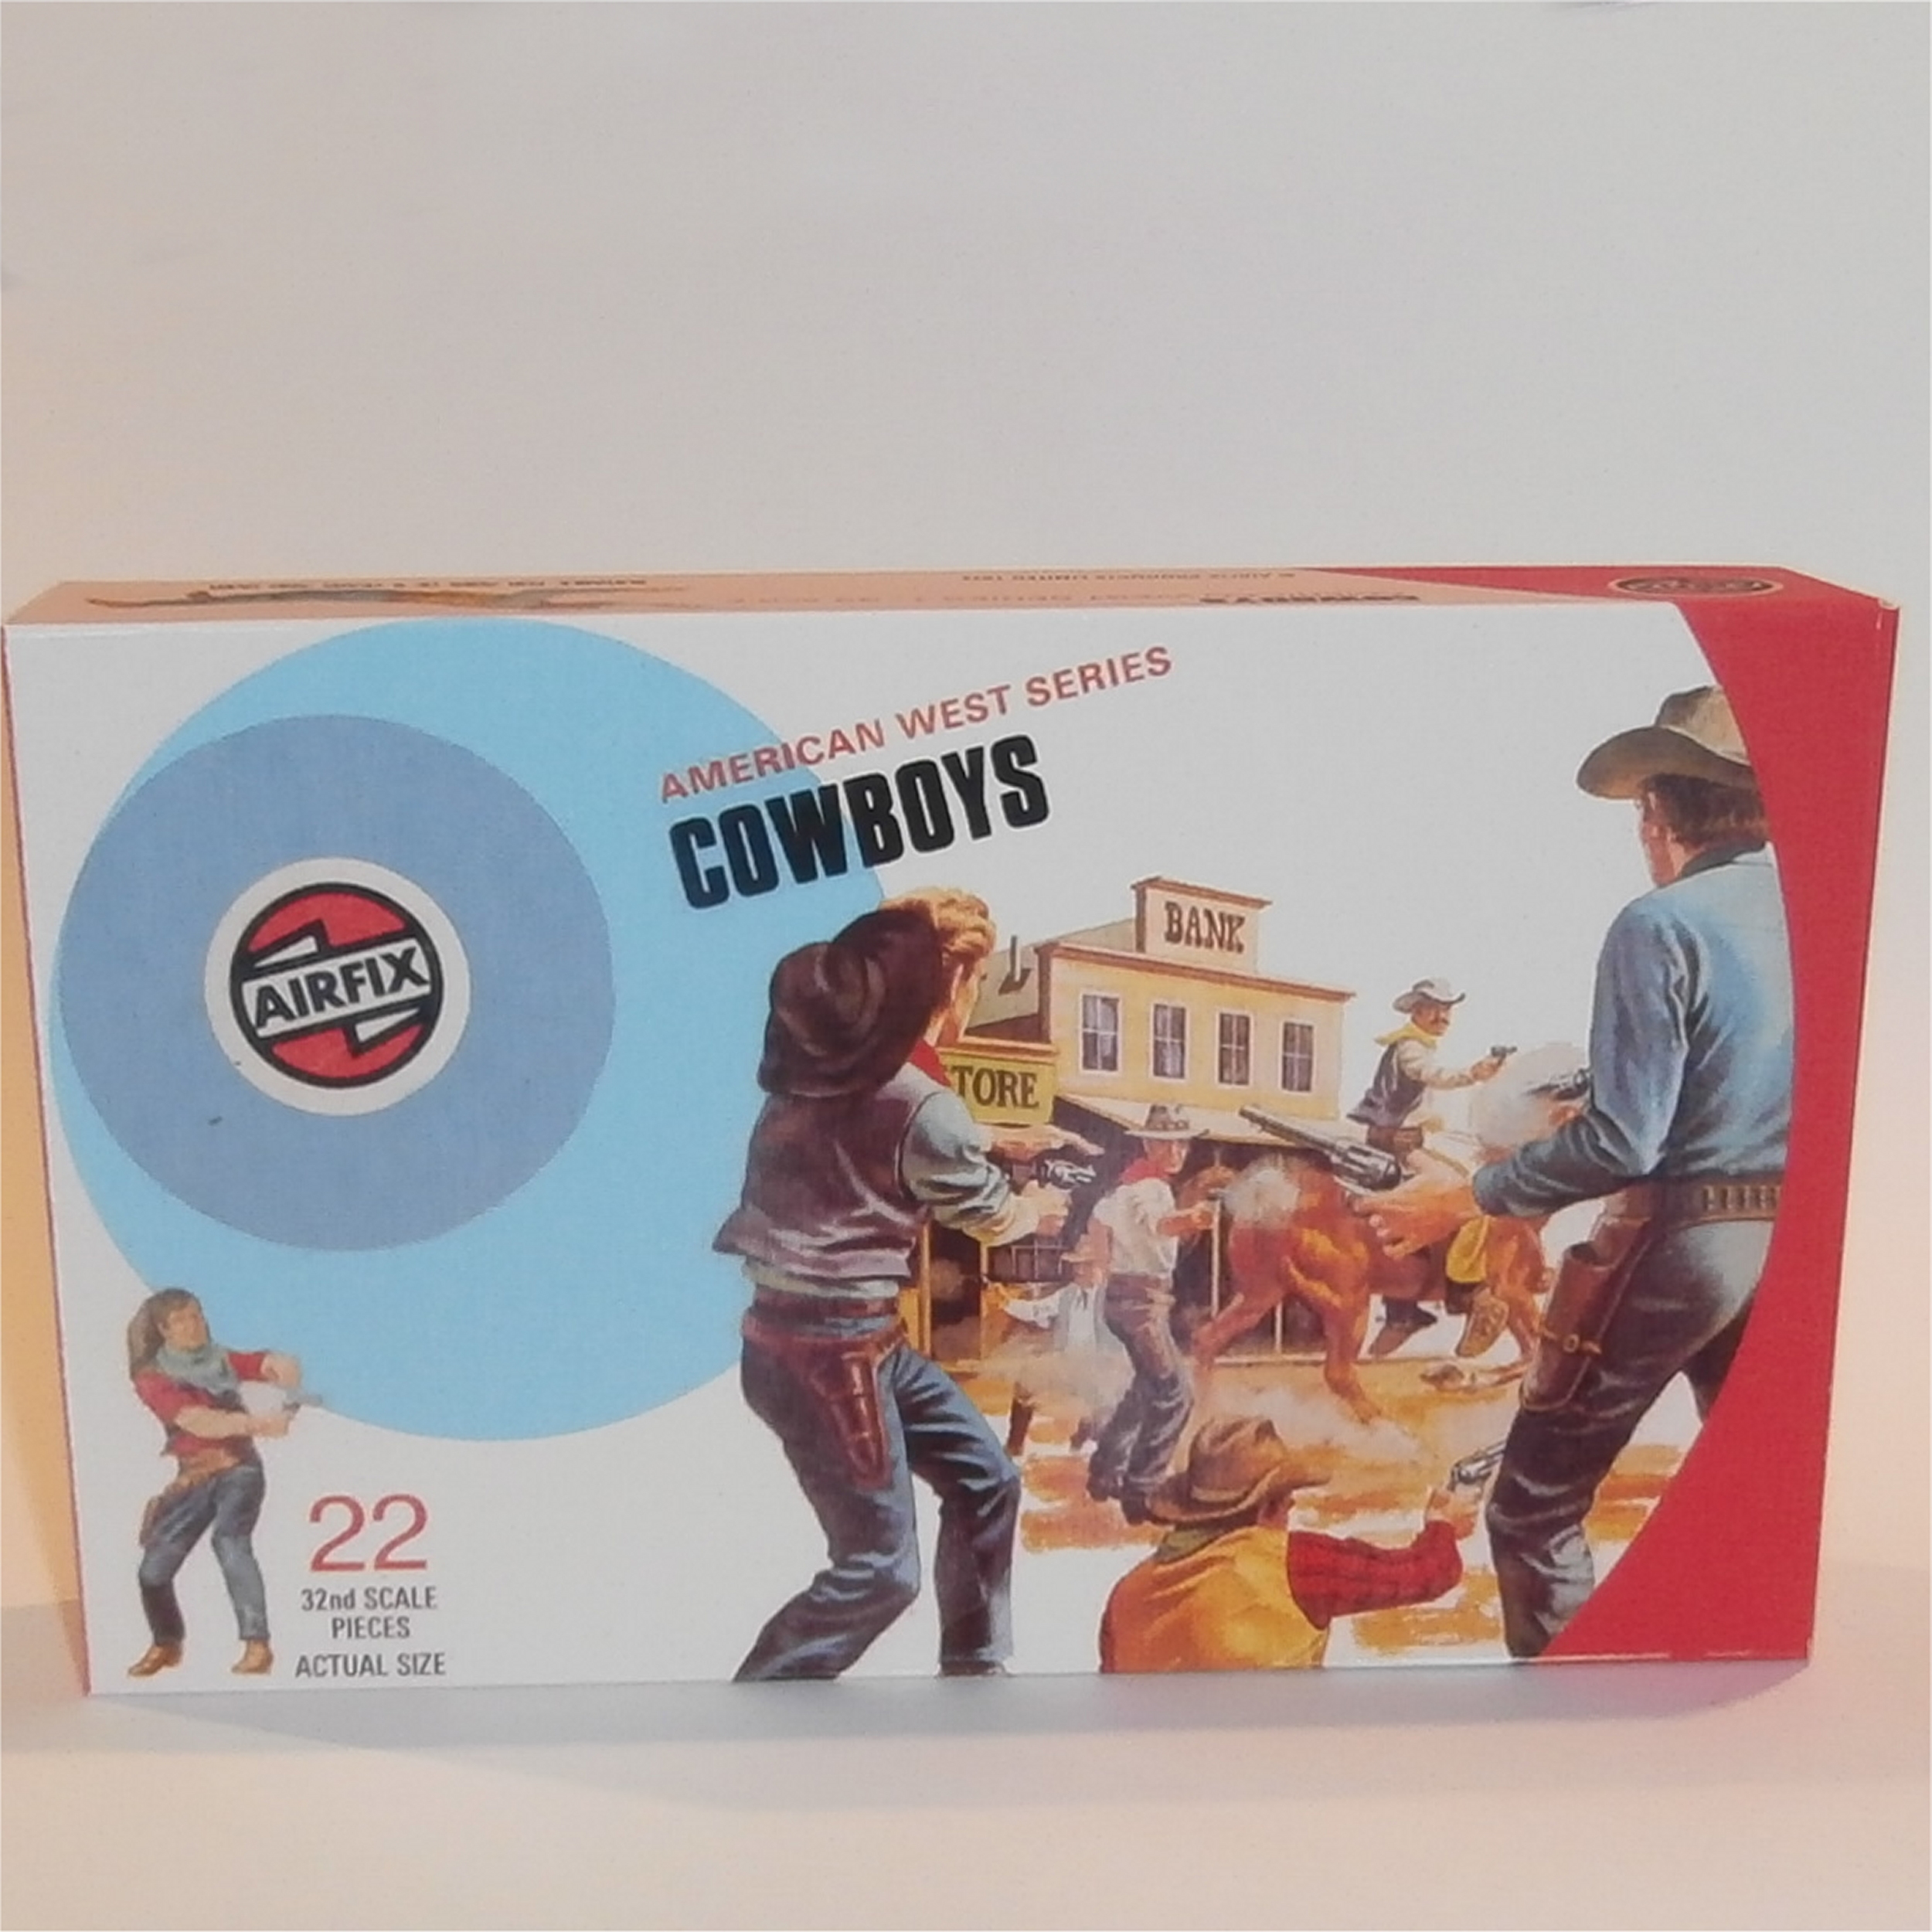 AMERICAN WEST SERIES
COWBOYS
AIRFIX
BANK
TORE
22
32nd SCALE
PIECES
ACTUAL SIZE